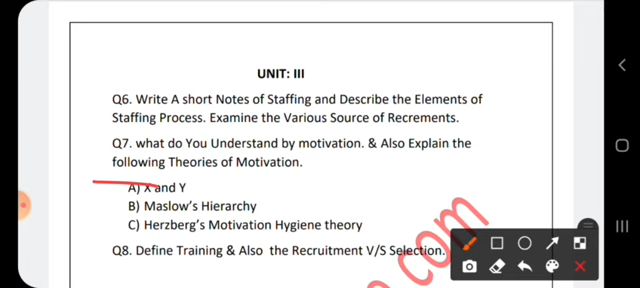 UNIT: III
Q6. Write A short Notes of Staffing and Describe the Elements of
Staffing Process. Examine the Various Source of Recrements.
Q7. what do You Understand by motivation. & Also Explain the
following Theories of Motivation.
A) X and Y
B) Maslow's Hierarchy
C) Herzberg's Motivation Hygiene theory
Q8. Define Training & Also the Recruitment V/S Selection.
com